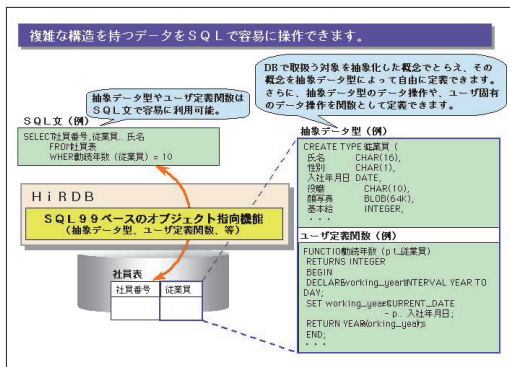 複雑な構造を持つデータをSQLで容易に操作できます。
抽象データ型やユーザ定義関数は
SQL文で容易に利用可能。
DBで取扱う対象を抽象化した概念でとらえ、その
概念を抽象データ型によって自由に定義できます。
さらに、抽象データ型のデータ操作や、ユーザ固有
のデータ操作を関数として定義できます。
SQL文（例）
SELECT社員番号,従業員.. 氏名
FROM社員表
WHER勤続年数（従業員）= 10
HiRDB
SQL99ベースのオブジェクト指向機能
（抽象データ型、ユーザ定義関数、等）
社員表
社員番号 従業員
抽象データ型（例）
CREATE TYPE 従業員 (
氏名 CHAR(16),
性別 CHAR(1),
入社年月日 DATE,
役職 CHAR(10),
顔写真 BLOB(64K),
基本給 INTEGER,
・・・
ユーザ定義関数（例）
FUNCTIO勤続年数（p 従業員）
RETURNS INTEGER
BEGIN
DECLARE working_year INTERVAL YEAR TO
DAY;
SET working_year=CURRENT_DATE
- p.. 入社年月日;
RETURN YEAR
END;
・・・